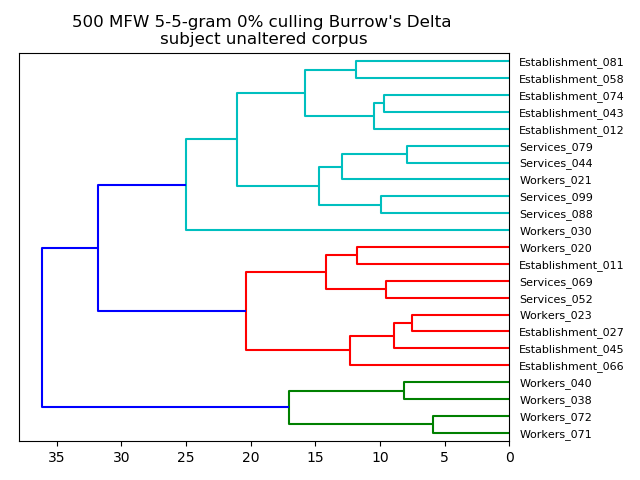 500 MFW 5-5-gram 0% culling Burrow's Delta
subject unaltered corpus
Establishment_081
Establishment_058
Establishment_074
Establishment_043
Establishment_012
Services_079
Services_044
Workers_021
Services_099
Services_088
Workers_030
Workers_020
Establishment_011
Services_069
Services_052
Workers_023
Establishment_027
Establishment_045
Establishment_066
Workers_040
Workers_038
Workers_072
Workers_071
35 30 25 20 15 10 5 0